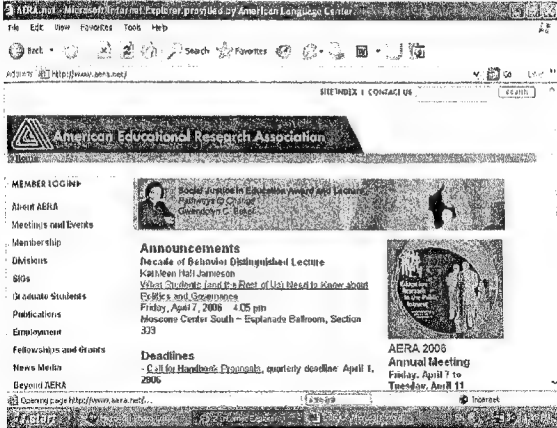 AERA.net - Microsoft Internet Explorer provided by American Language Center
File Edit View Favorites Tools Help
Back Search Favorites
Address http://www.aera.net/ Go
SITE INDEX | CONTACT US search
American Educational Research Association
Home
MEMBER LOGIN
About AERA
Meetings and Events
Membership
Divisions
SIGs
Graduate Students
Publications
Employment
Fellowships and Grants
News Media
Beyond AERA
Social Justice in Education Award and Lecture
Pathways to Change
Gwendolyn C. Baker
Announcements
Decade of Behavior Distinguished Lecture
Kathleen Hall Jamieson
What Students (and the Rest of Us) Need to Know about
Politics and Governance
Friday, April 7, 2006 4:05 pm
Moscone Center South - Esplanade Ballroom, Section
303
Deadlines
- Call for Handbook Proposals, quarterly deadline April 1,
2006
Education
Research
in the Public
Interest
AERA 2006
Annual Meeting
Friday, April 7 to
Tuesday, April 11
Opening page http://www.aera.net/...
Internet
start